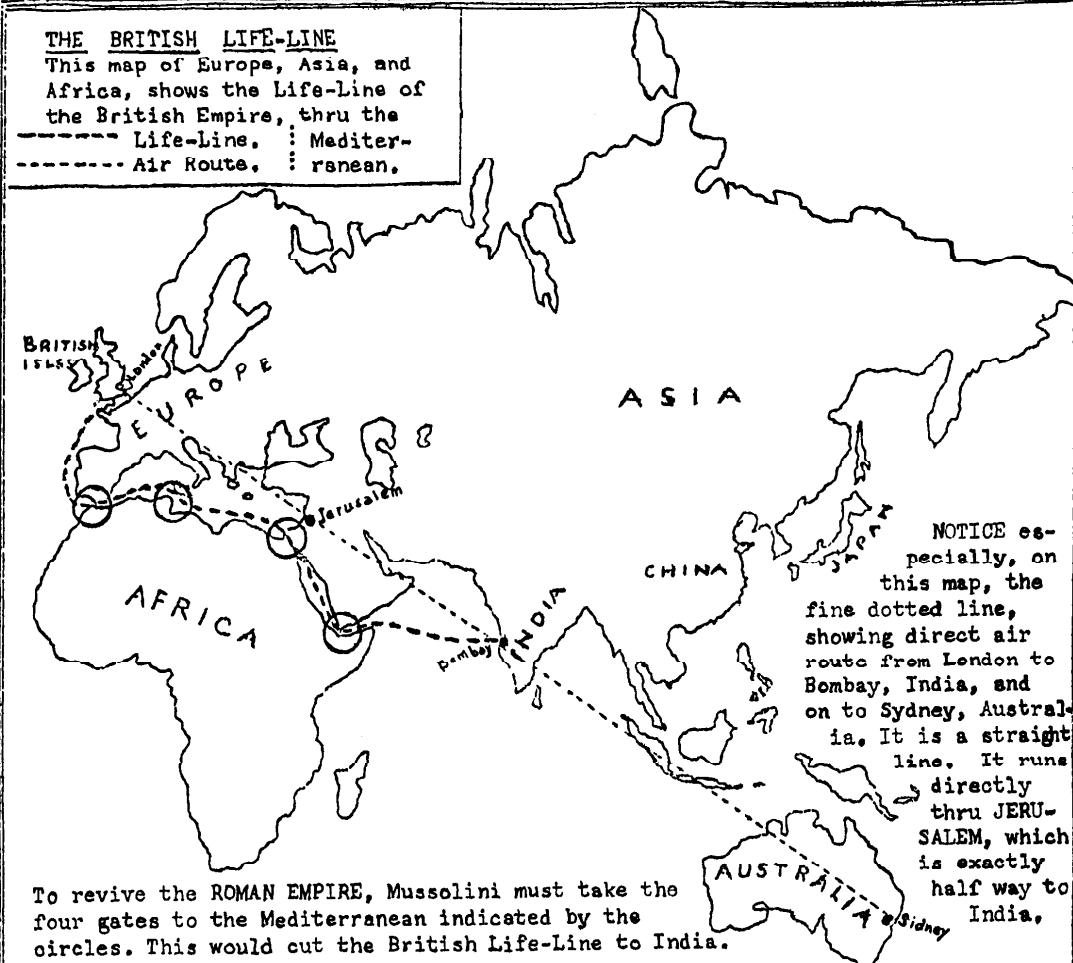 THE BRITISH LIFE-LINE
This map of Europe, Asia, and
Africa, shows the Life-Line of
the British Empire, thru the
Life-Line. Mediter-
Air Route. ranean.
BRITISH
ISLES
London
EUROPE
ASIA
Jerusalem
AFRICA
CHINA
JAPAN
INDIA
Bombay
NOTICE es-
pecially, on
this map, the
fine dotted line,
showing direct air
route from London to
Bombay, India, and
on to Sydney, Austral-
ia. It is a straight
line. It runs
directly
thru JERU-
SALEM, which
is exactly
half way to
India.
AUSTRALIA
Sidney
To revive the ROMAN EMPIRE, Mussolini must take the
four gates to the Mediterranean indicated by the
circles. This would cut the British Life-Line to India.